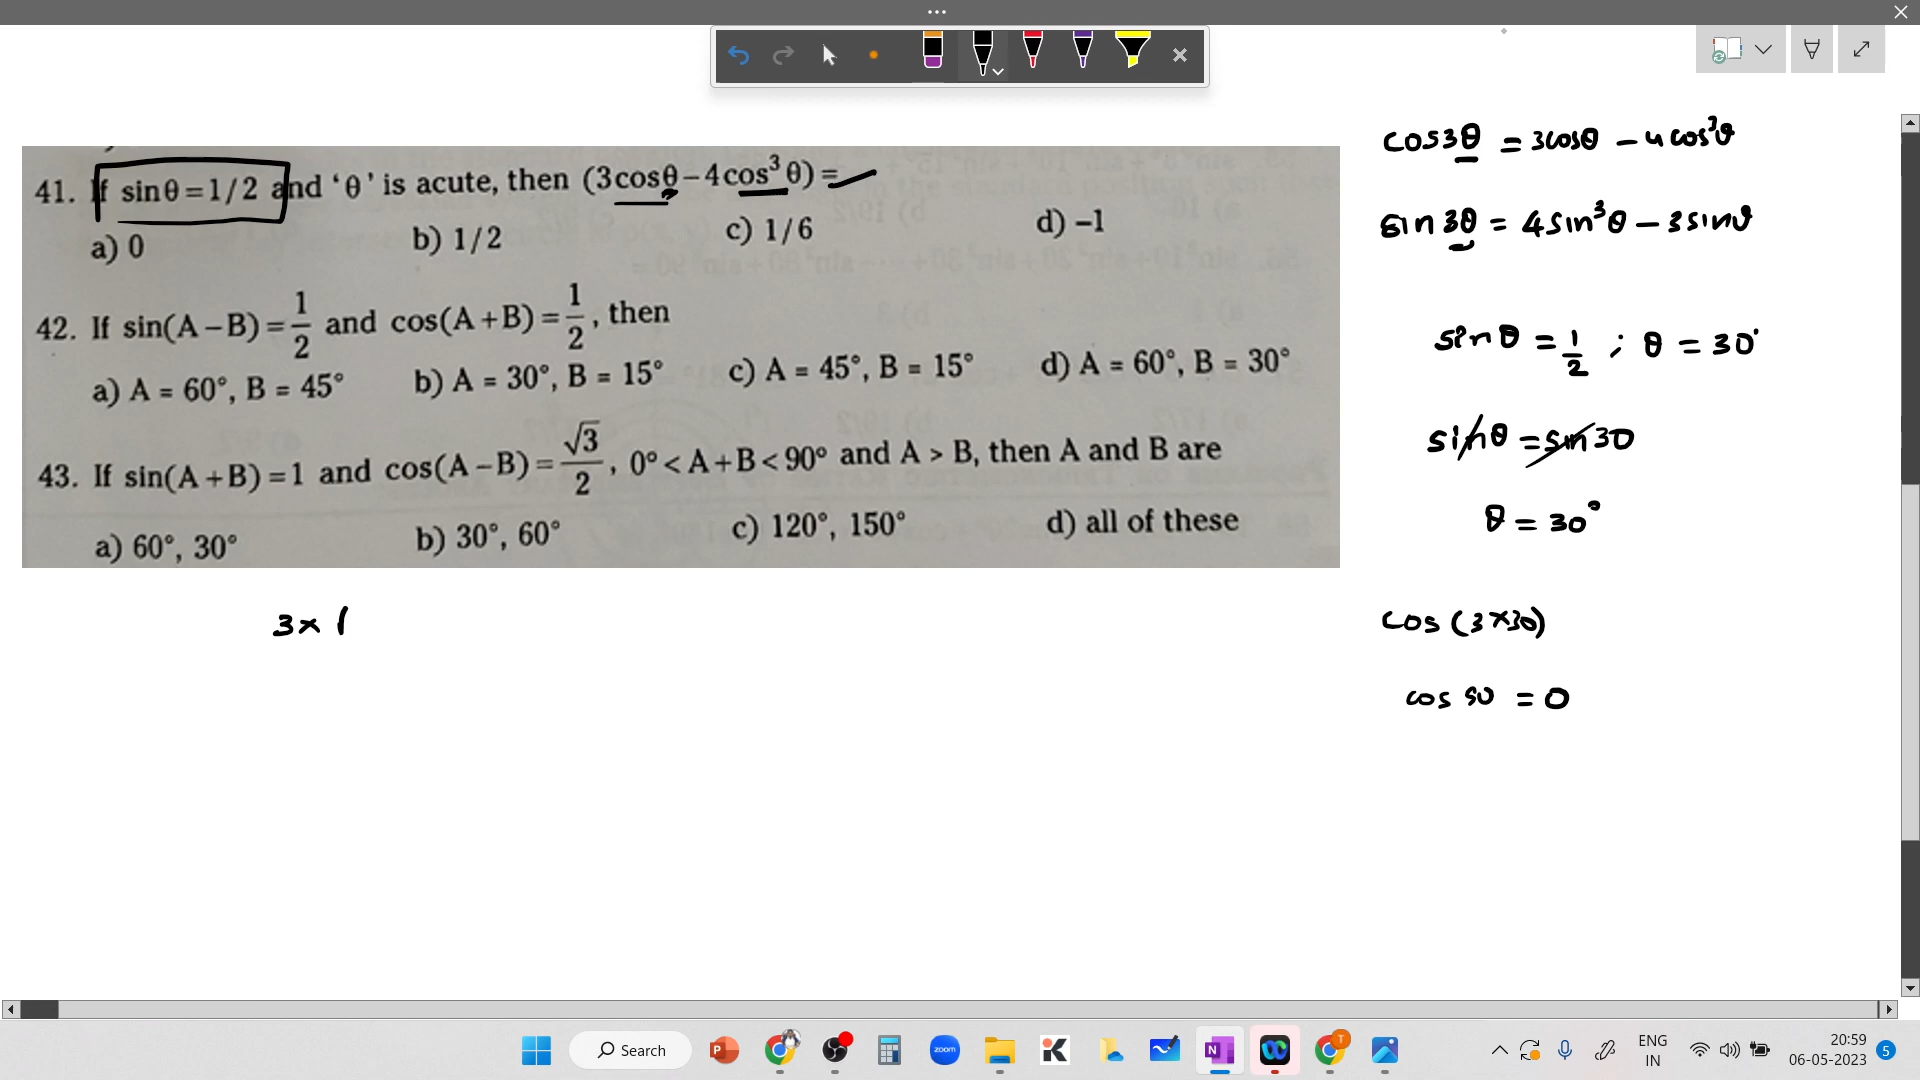 41. If sinθ = 1/2 and ‘θ’ is acute, then (3cosθ – 4cos³θ) =
a) 0 b) 1/2 c) 1/6 d) –1
42. If sin(A – B) = 1/2 and cos(A + B) = 1/2, then
a) A = 60°, B = 45° b) A = 30°, B = 15° c) A = 45°, B = 15° d) A = 60°, B = 30°
43. If sin(A + B) = 1 and cos(A – B) = √3/2, 0° < A + B < 90° and A > B, then A and B are
a) 60°, 30° b) 30°, 60° c) 120°, 150° d) all of these
3 ×
cos3θ = 3cosθ – 4cos³θ
sin 3θ = 4sin³θ – 3sinθ
sinθ = 1/2 ; θ = 30°
sinθ = sin30
θ = 30°
cos (3×30)
cos 90 = 0
Search
zoom
ENG
IN
20:59
06-05-2023
5